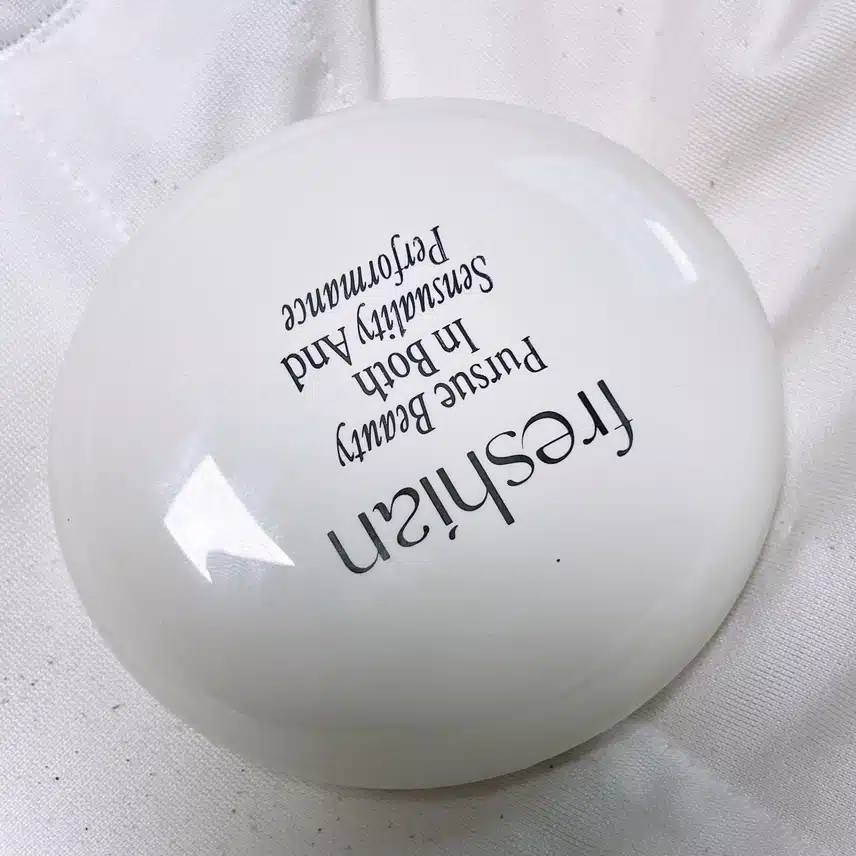 freshian
Pursue Beauty
In Both
Sensuality And
Performance